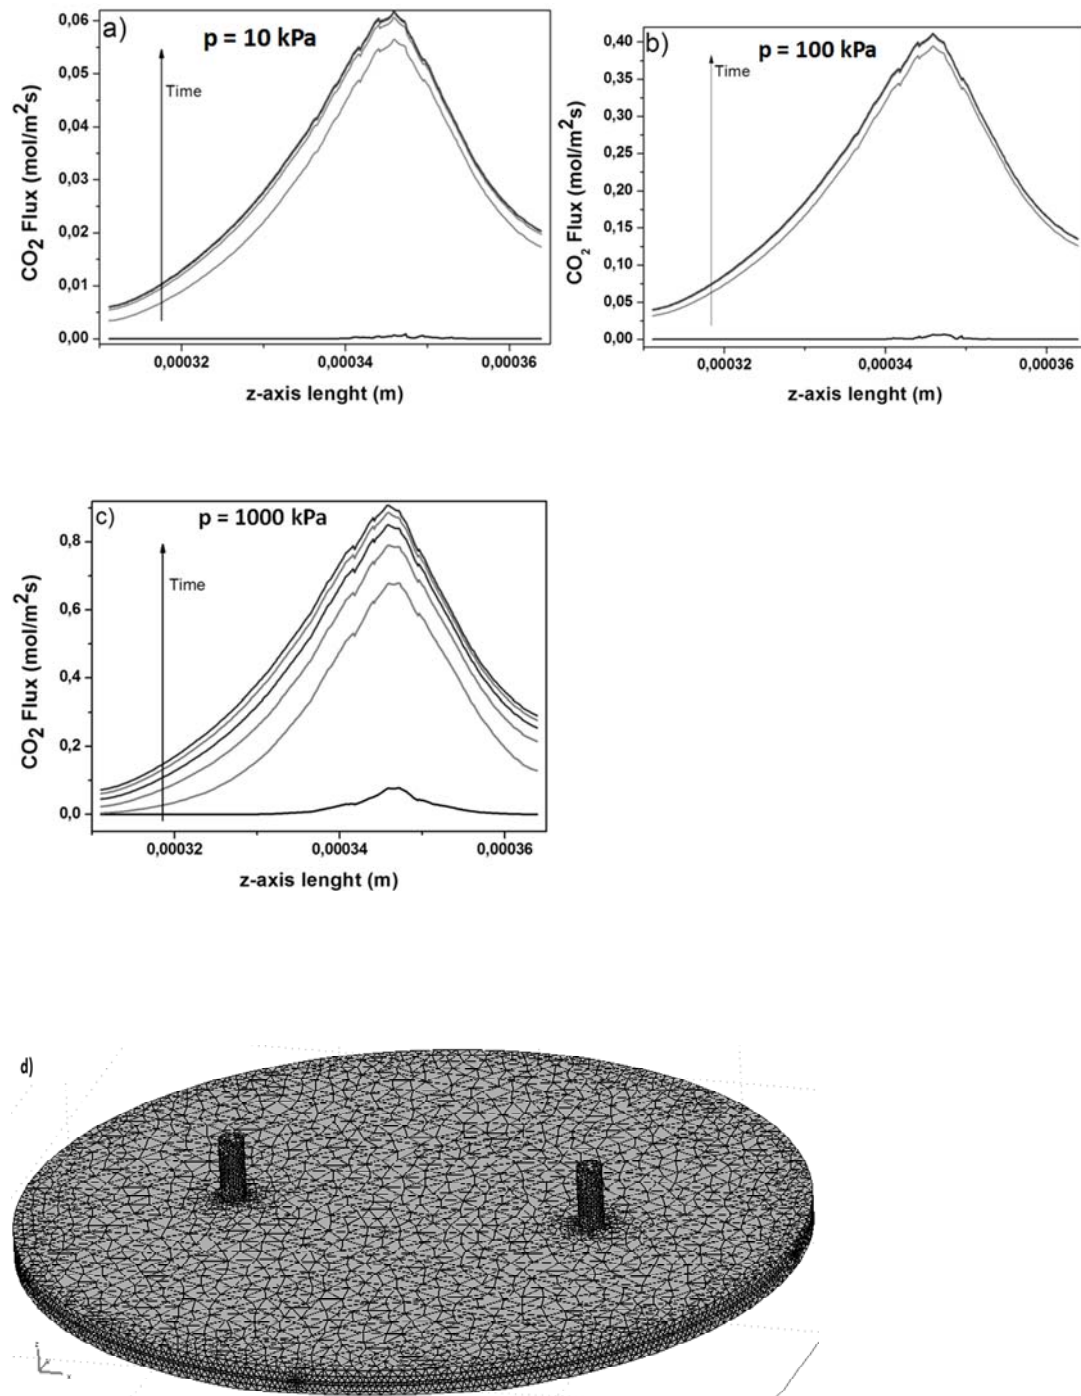 a)
p = 10 kPa
Time
CO2 Flux (mol/m²s)
0,06
0,05
0,04
0,03
0,02
0,01
0,00
0,00032
0,00034
0,00036
z-axis lenght (m)
b)
p = 100 kPa
Time
CO2 Flux (mol/m²s)
0,40
0,35
0,30
0,25
0,20
0,15
0,10
0,05
0,00
0,00032
0,00034
0,00036
z-axis lenght (m)
c)
p = 1000 kPa
Time
CO2 Flux (mol/m²s)
0,8
0,6
0,4
0,2
0,0
0,00032
0,00034
0,00036
z-axis lenght (m)
d)
z
x